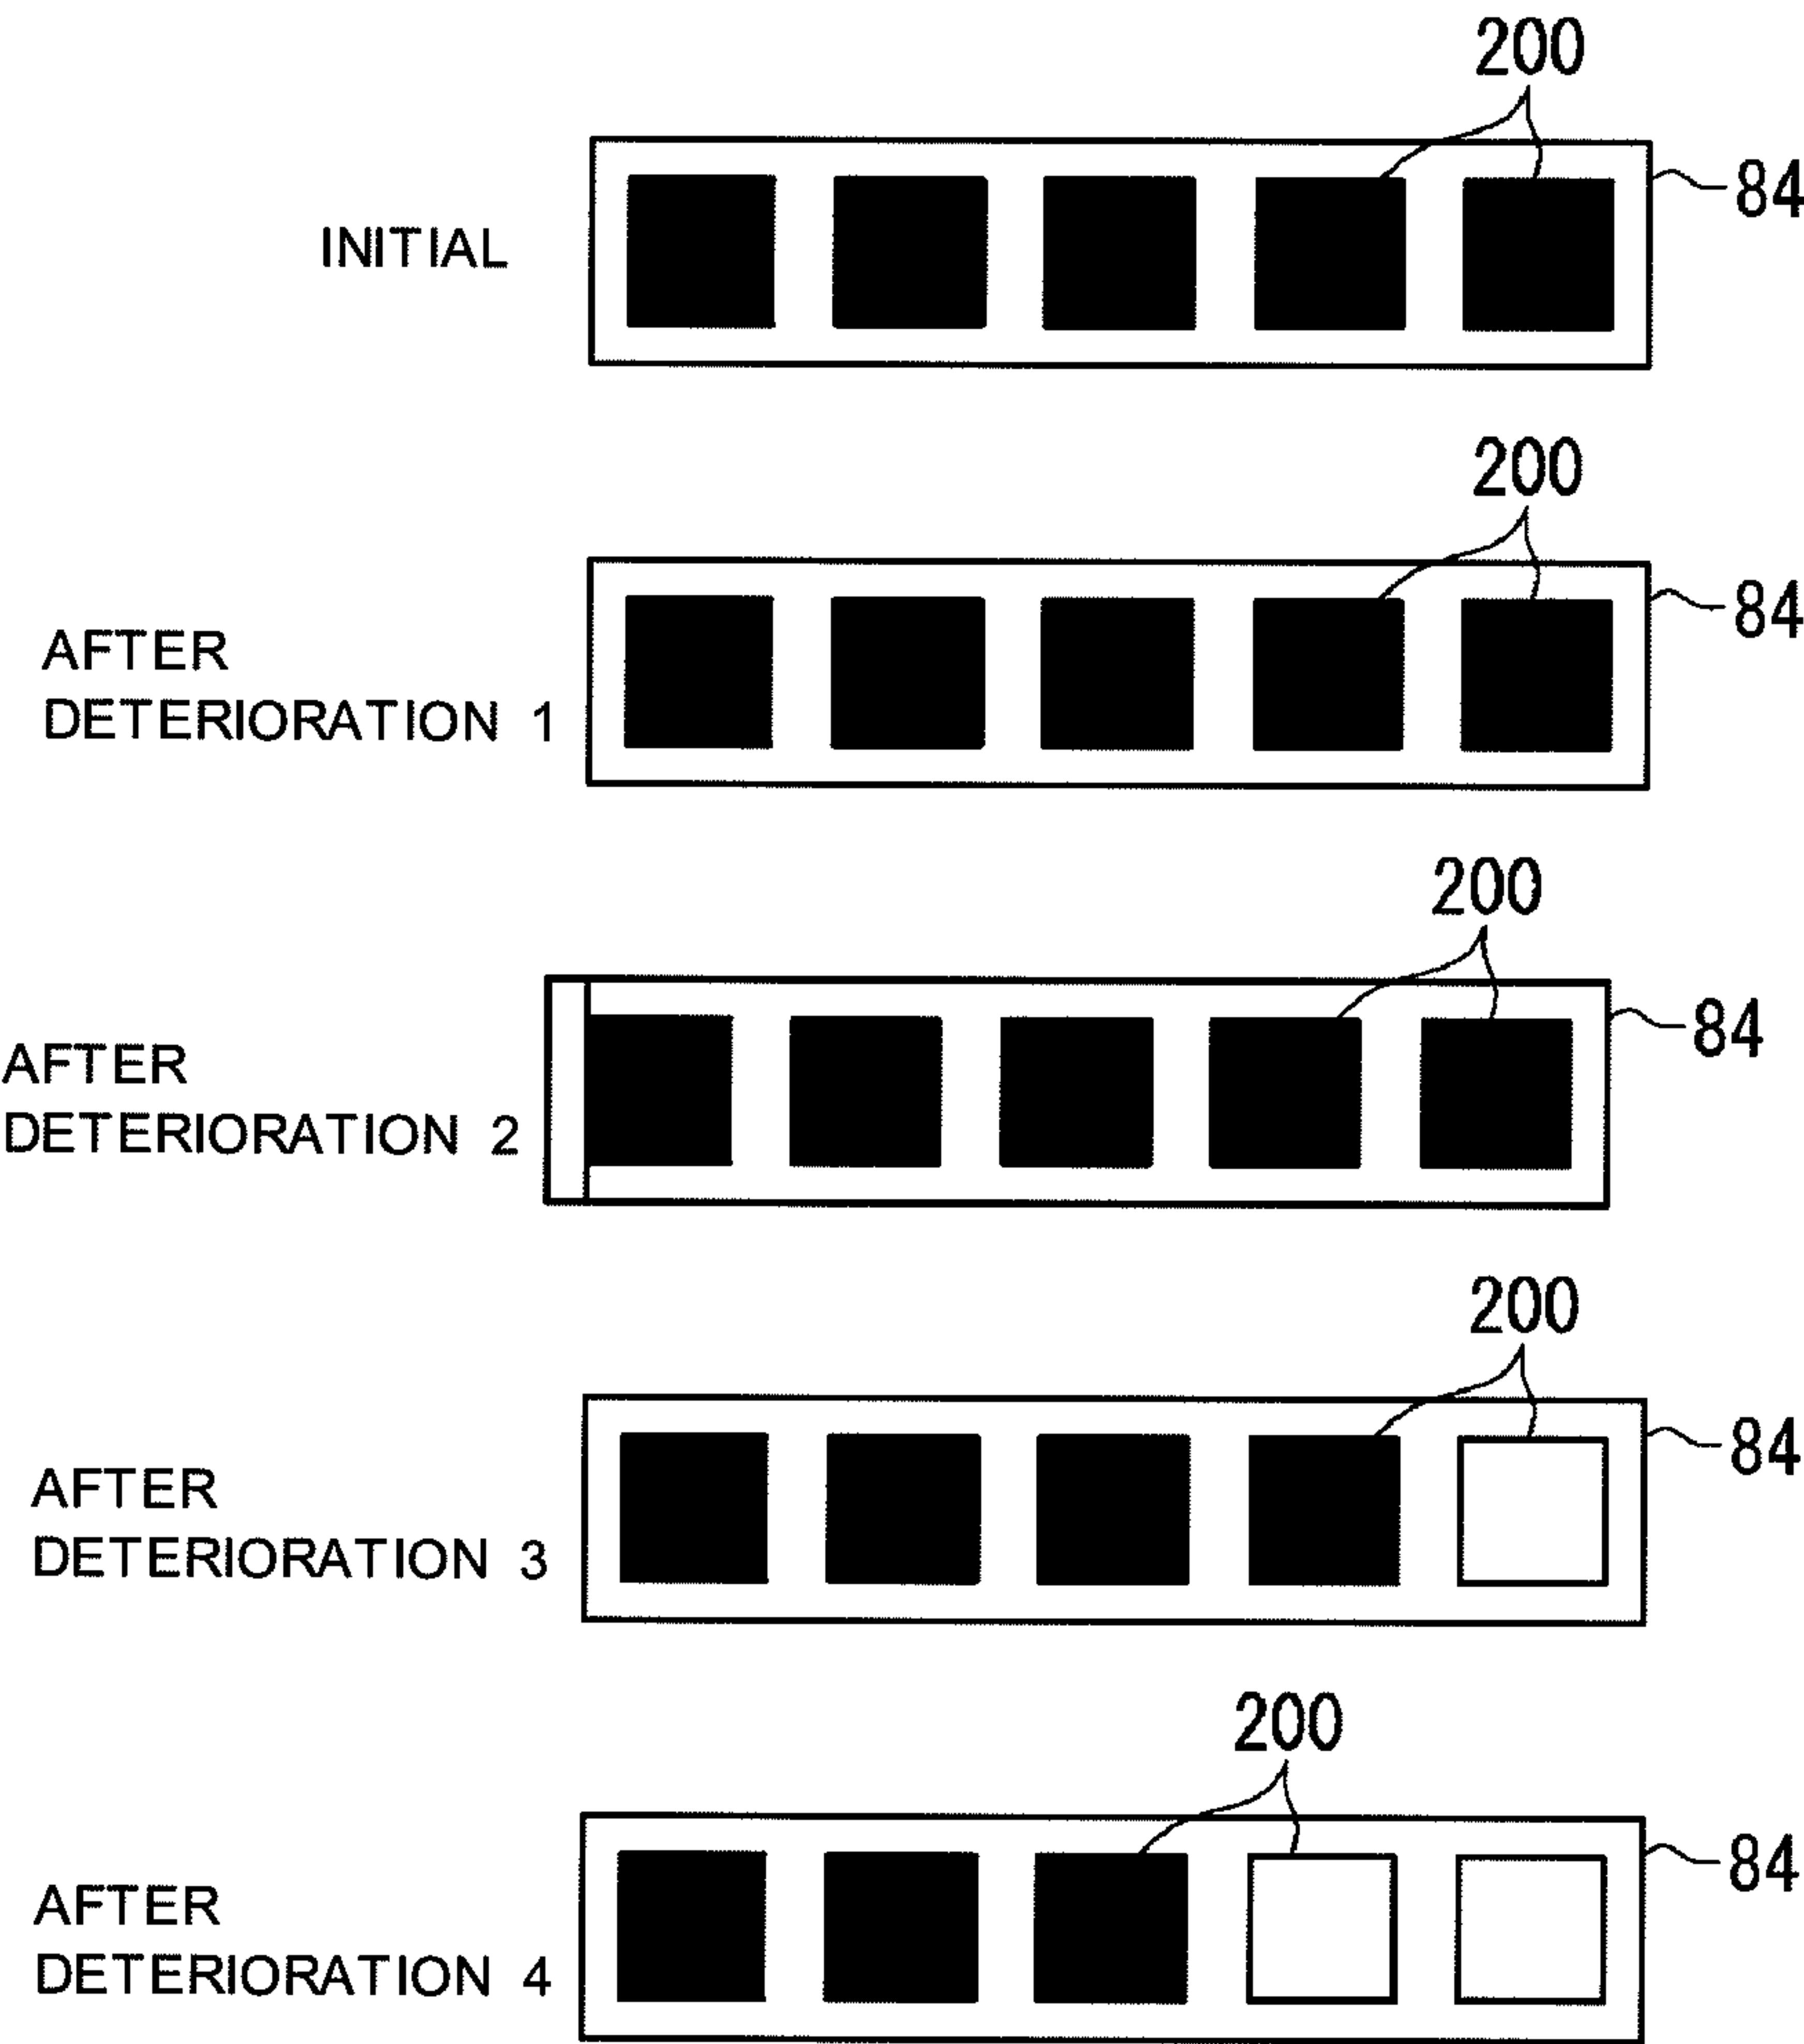 200
INITIAL
84
200
AFTER
DETERIORATION 1
84
200
AFTER
DETERIORATION 2
84
200
AFTER
DETERIORATION 3
84
200
AFTER
DETERIORATION 4
84